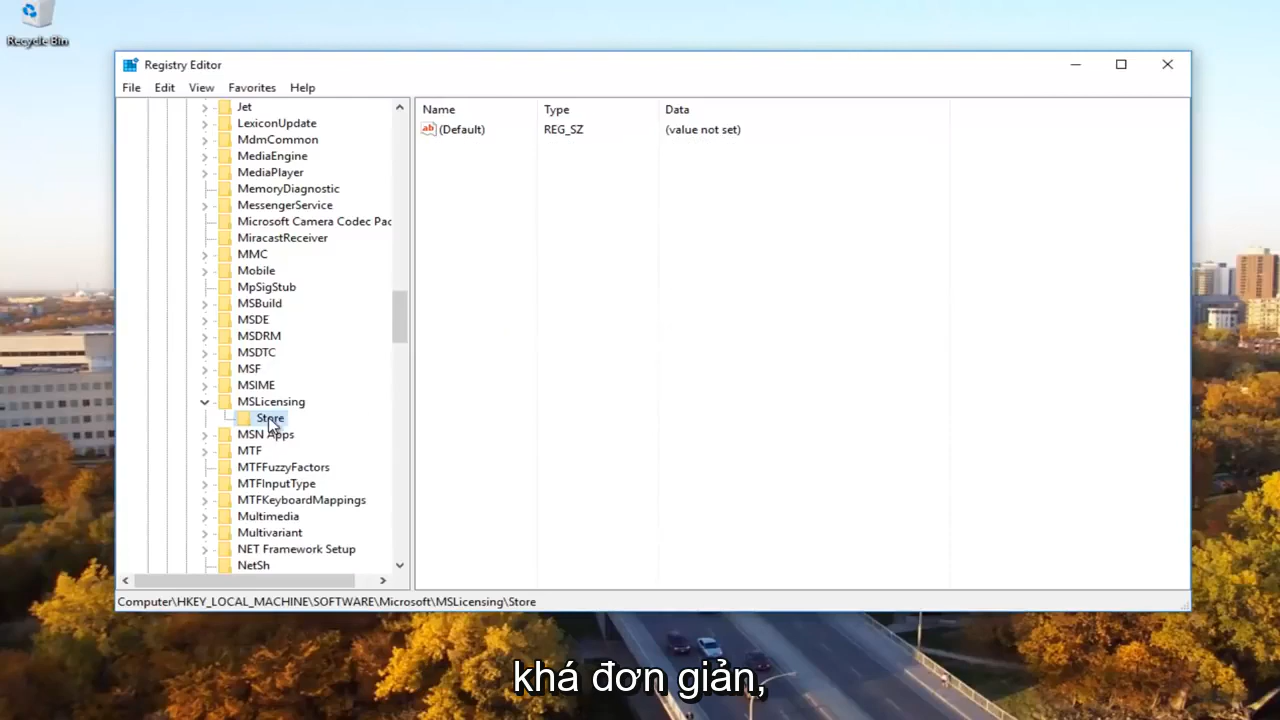 Recycle Bin
Registry Editor
File Edit View Favorites Help
Jet
LexiconUpdate
MdmCommon
MediaEngine
MediaPlayer
MemoryDiagnostic
MessengerService
Microsoft Camera Codec Pac
MiracastReceiver
MMC
Mobile
MpSigStub
MSBuild
MSDE
MSDRM
MSDTC
MSF
MSIME
MSLicensing
Store
MSN Apps
MTF
MTFFuzzyFactors
MTFInputType
MTFKeyboardMappings
Multimedia
Multivariant
NET Framework Setup
NetSh
Name Type Data
ab (Default) REG_SZ (value not set)
Computer\HKEY_LOCAL_MACHINE\SOFTWARE\Microsoft\MSLicensing\Store
khá đơn giản,